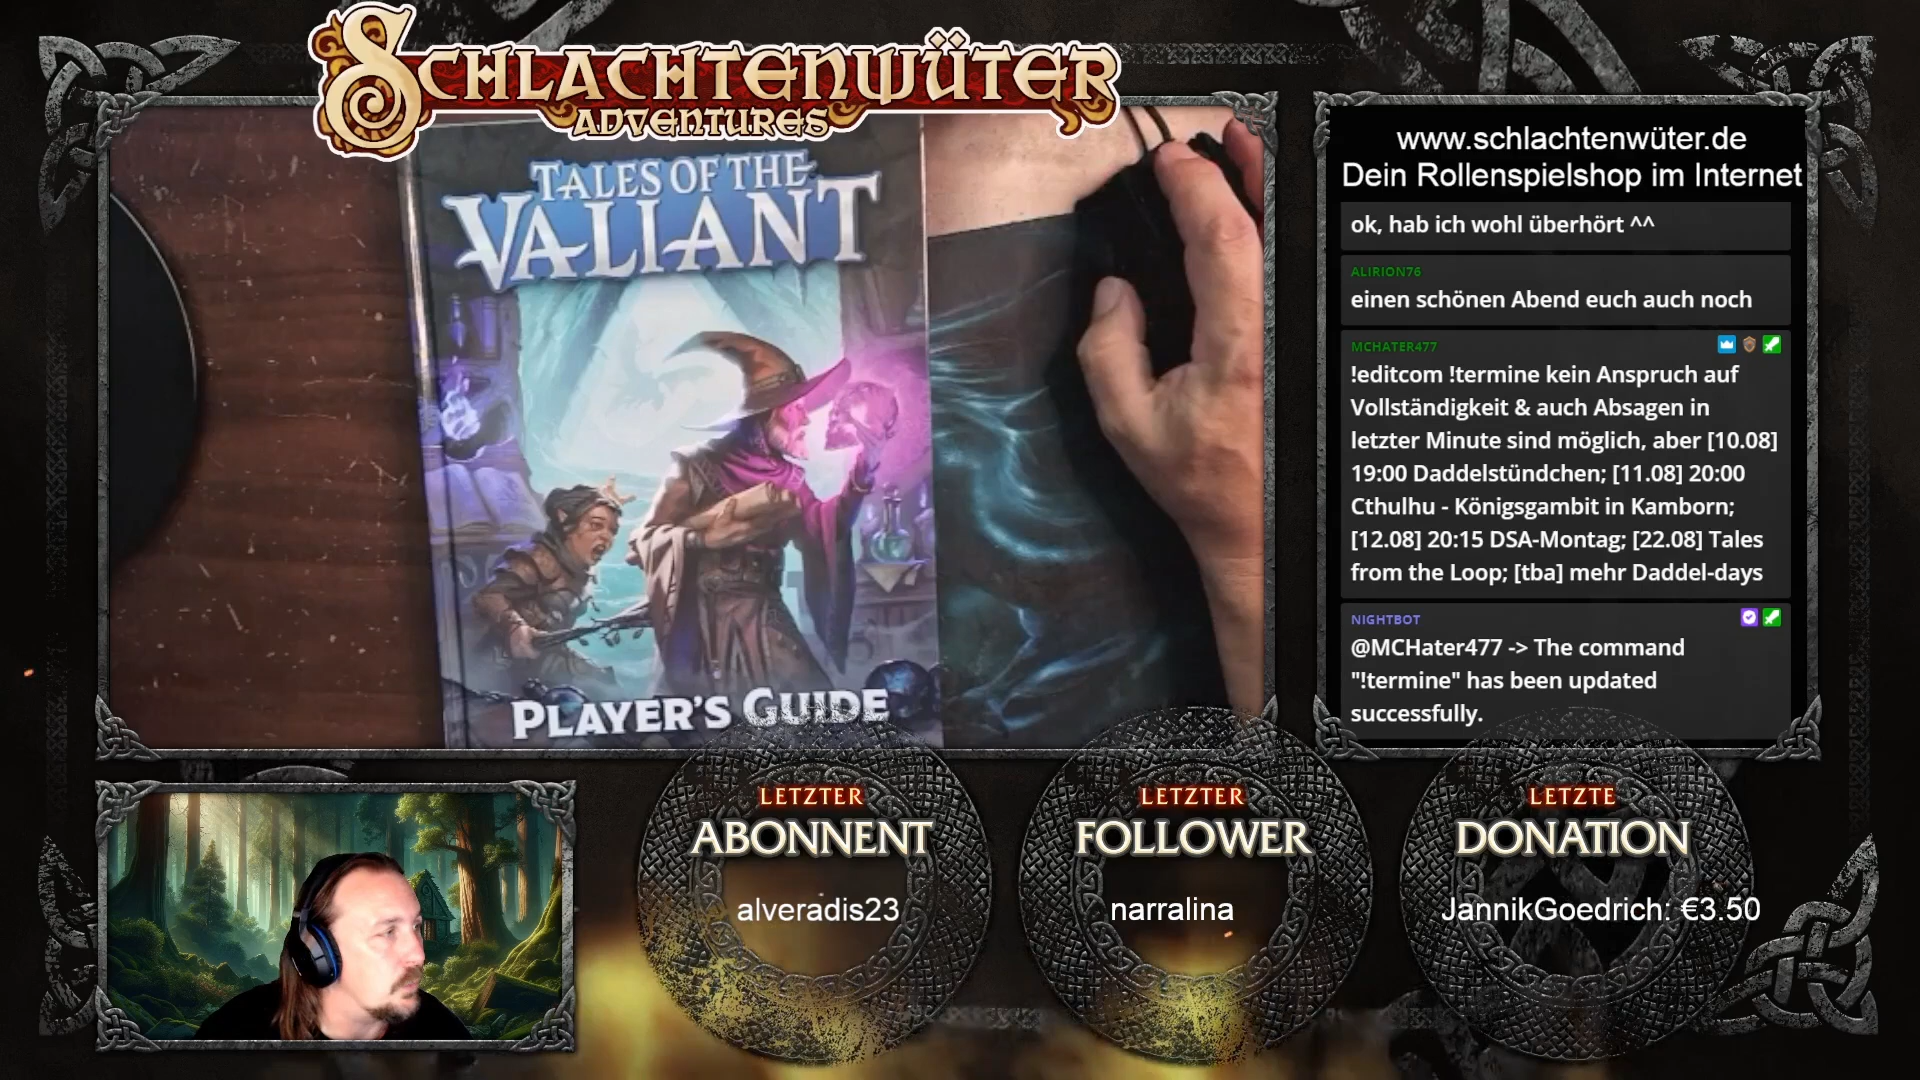 SCHLACHTENWÜTER
ADVENTURES
TALES OF THE
VALIANT
PLAYER'S GUIDE
www.schlachtenwüter.de
Dein Rollenspielshop im Internet
ok, hab ich wohl überhört ^^
ALIRION76
einen schönen Abend euch auch noch
MCHATER477
!editcom !termine kein Anspruch auf
Vollständigkeit & auch Absagen in
letzter Minute sind möglich, aber [10.08]
19:00 Daddelstündchen; [11.08] 20:00
Cthulhu - Königsgambit in Kamborn;
[12.08] 20:15 DSA-Montag; [22.08] Tales
from the Loop; [tba] mehr Daddel-days
NIGHTBOT
@MCHater477 -> The command
"!termine" has been updated
successfully.
LETZTER
ABONNENT
alveradis23
LETZTER
FOLLOWER
narralina
LETZTE
DONATION
JannikGoedrich: €3.50